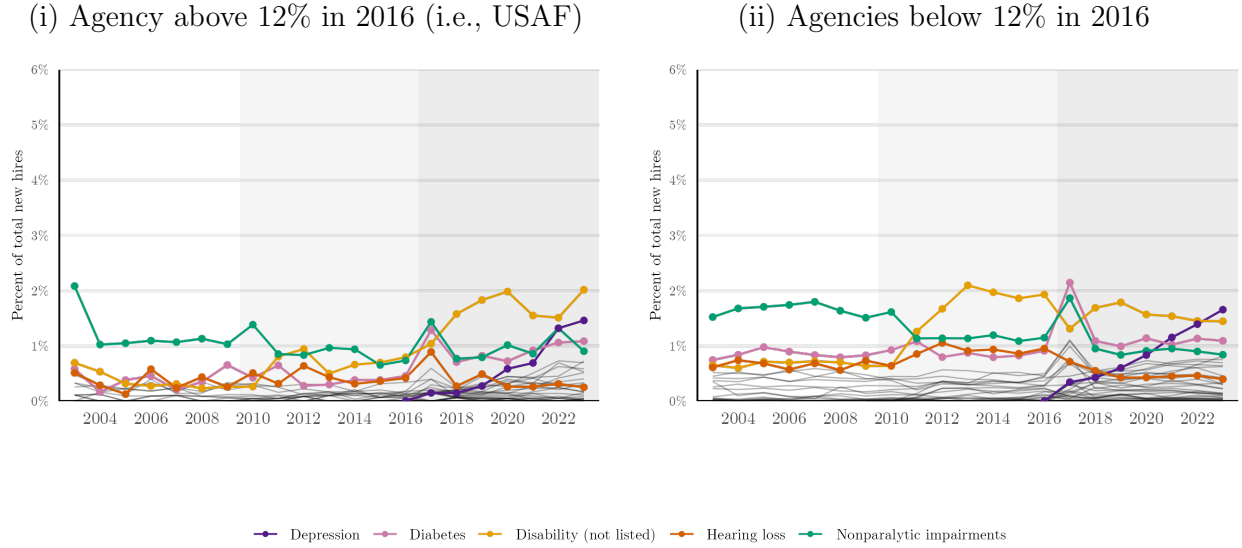 (i) Agency above 12% in 2016 (i.e., USAF)
(ii) Agencies below 12% in 2016
Percent of total new hires
6%
5%
4%
3%
2%
1%
0%
2004 2006 2008 2010 2012 2014 2016 2018 2020 2022
Percent of total new hires
6%
5%
4%
3%
2%
1%
0%
2004 2006 2008 2010 2012 2014 2016 2018 2020 2022
Depression Diabetes Disability (not listed) Hearing loss Nonparalytic impairments